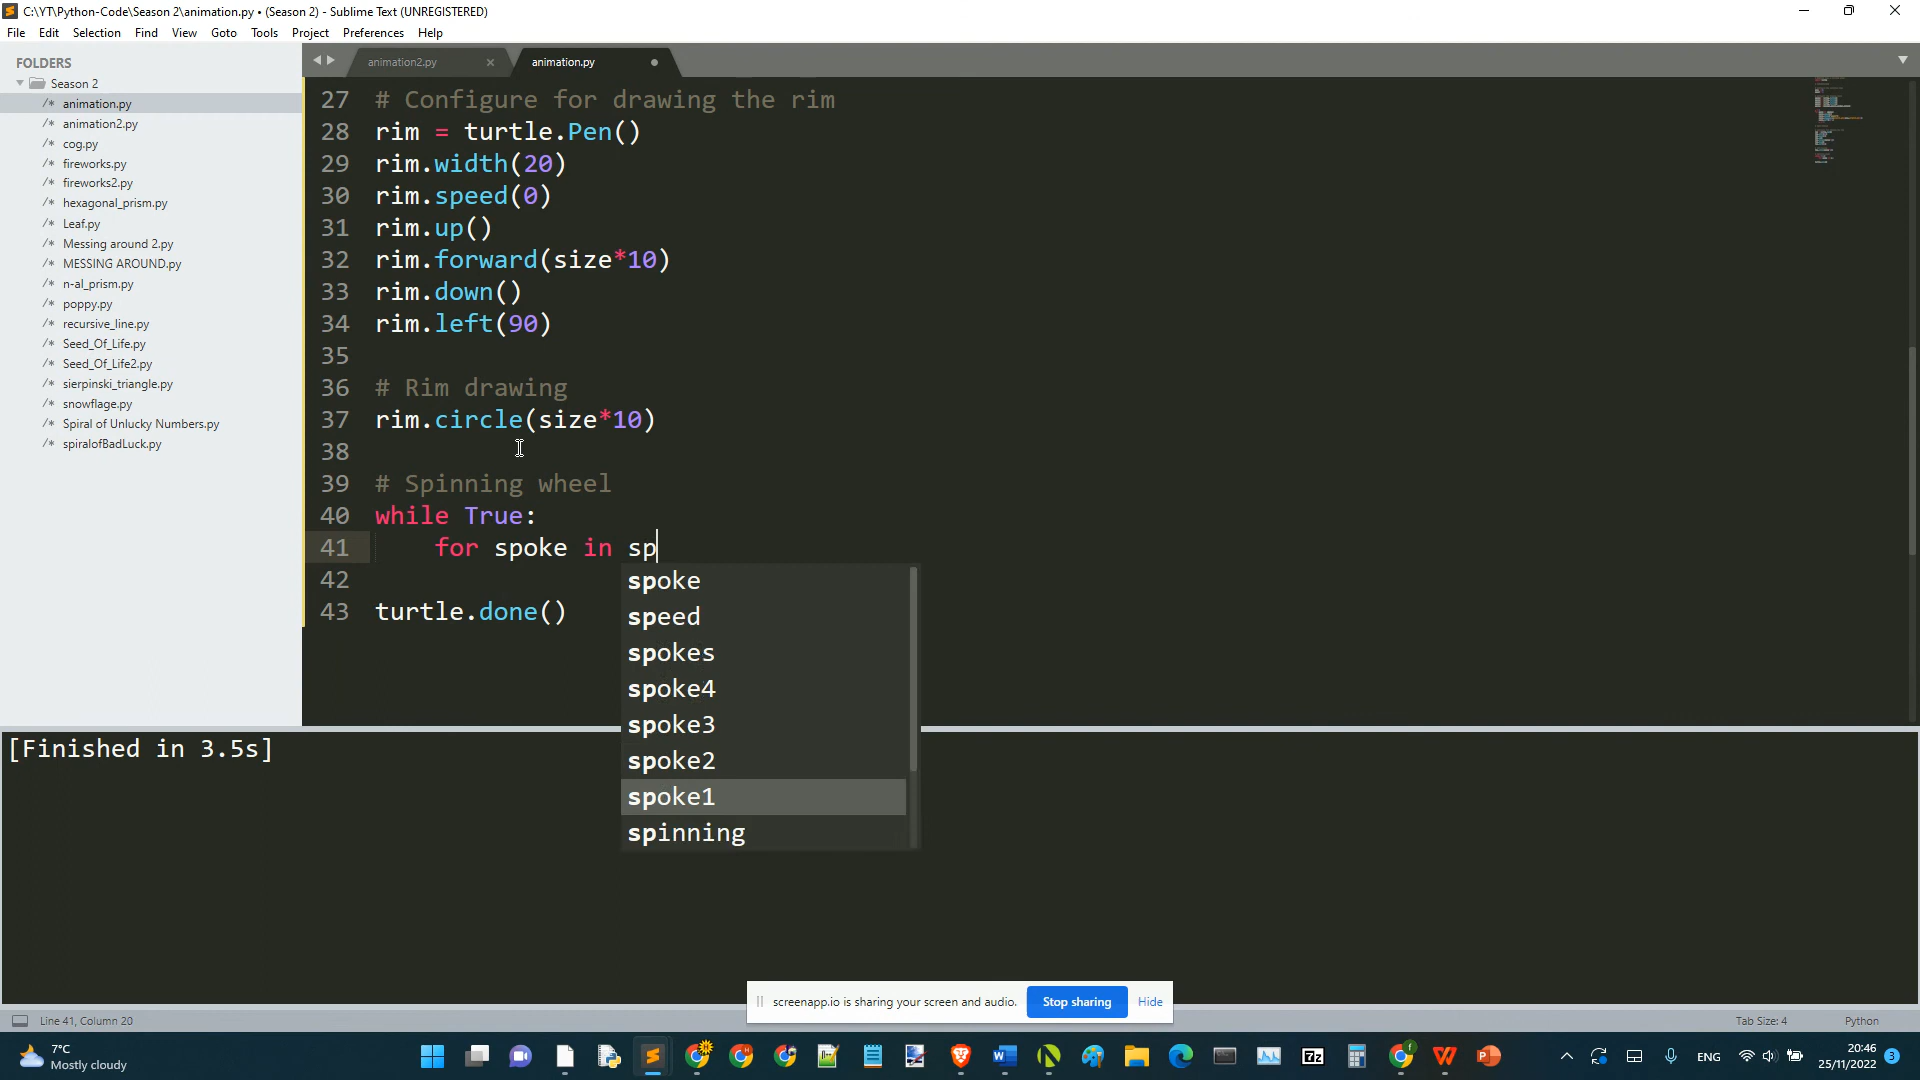 C:\YT\Python-Code\Season 2\animation.py • (Season 2) - Sublime Text (UNREGISTERED)
File Edit Selection Find View Goto Tools Project Preferences Help
FOLDERS
Season 2
/* animation.py
/* animation2.py
/* cog.py
/* fireworks.py
/* fireworks2.py
/* hexagonal_prism.py
/* Leaf.py
/* Messing around 2.py
/* MESSING AROUND.py
/* n-al_prism.py
/* poppy.py
/* recursive_line.py
/* Seed_Of_Life.py
/* Seed_Of_Life2.py
/* sierpinski_triangle.py
/* snowflage.py
/* Spiral of Unlucky Numbers.py
/* spiralofBadLuck.py
animation2.py × animation.py
27 # Configure for drawing the rim
28 rim = turtle.Pen()
29 rim.width(20)
30 rim.speed(0)
31 rim.up()
32 rim.forward(size*10)
33 rim.down()
34 rim.left(90)
35
36 # Rim drawing
37 rim.circle(size*10)
38
39 # Spinning wheel
40 while True:
41 for spoke in sp
42
43 turtle.done()
spoke
speed
spokes
spoke4
spoke3
spoke2
spoke1
spinning
[Finished in 3.5s]
screenapp.io is sharing your screen and audio. Stop sharing Hide
Line 41, Column 20 Tab Size: 4 Python
7°C
Mostly cloudy
7z
ENG
20:46
25/11/2022
3